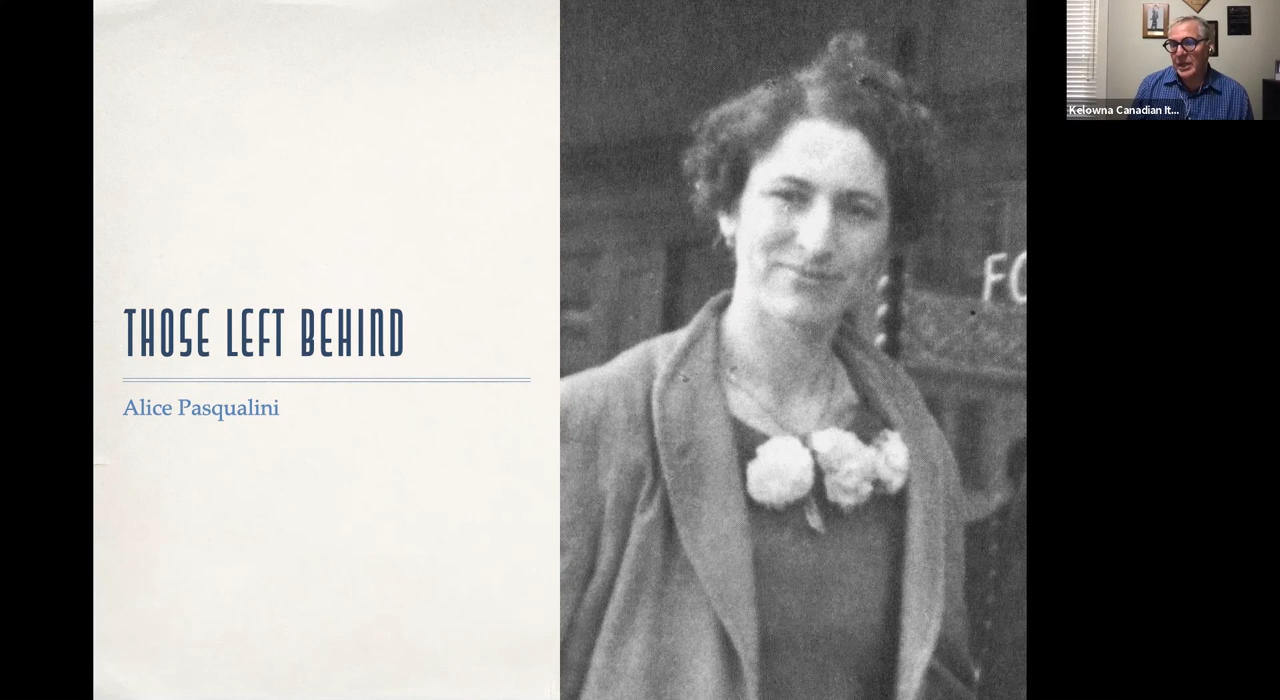 THOSE LEFT BEHIND
Alice Pasqualini
FO
Kelowna Canadian It...